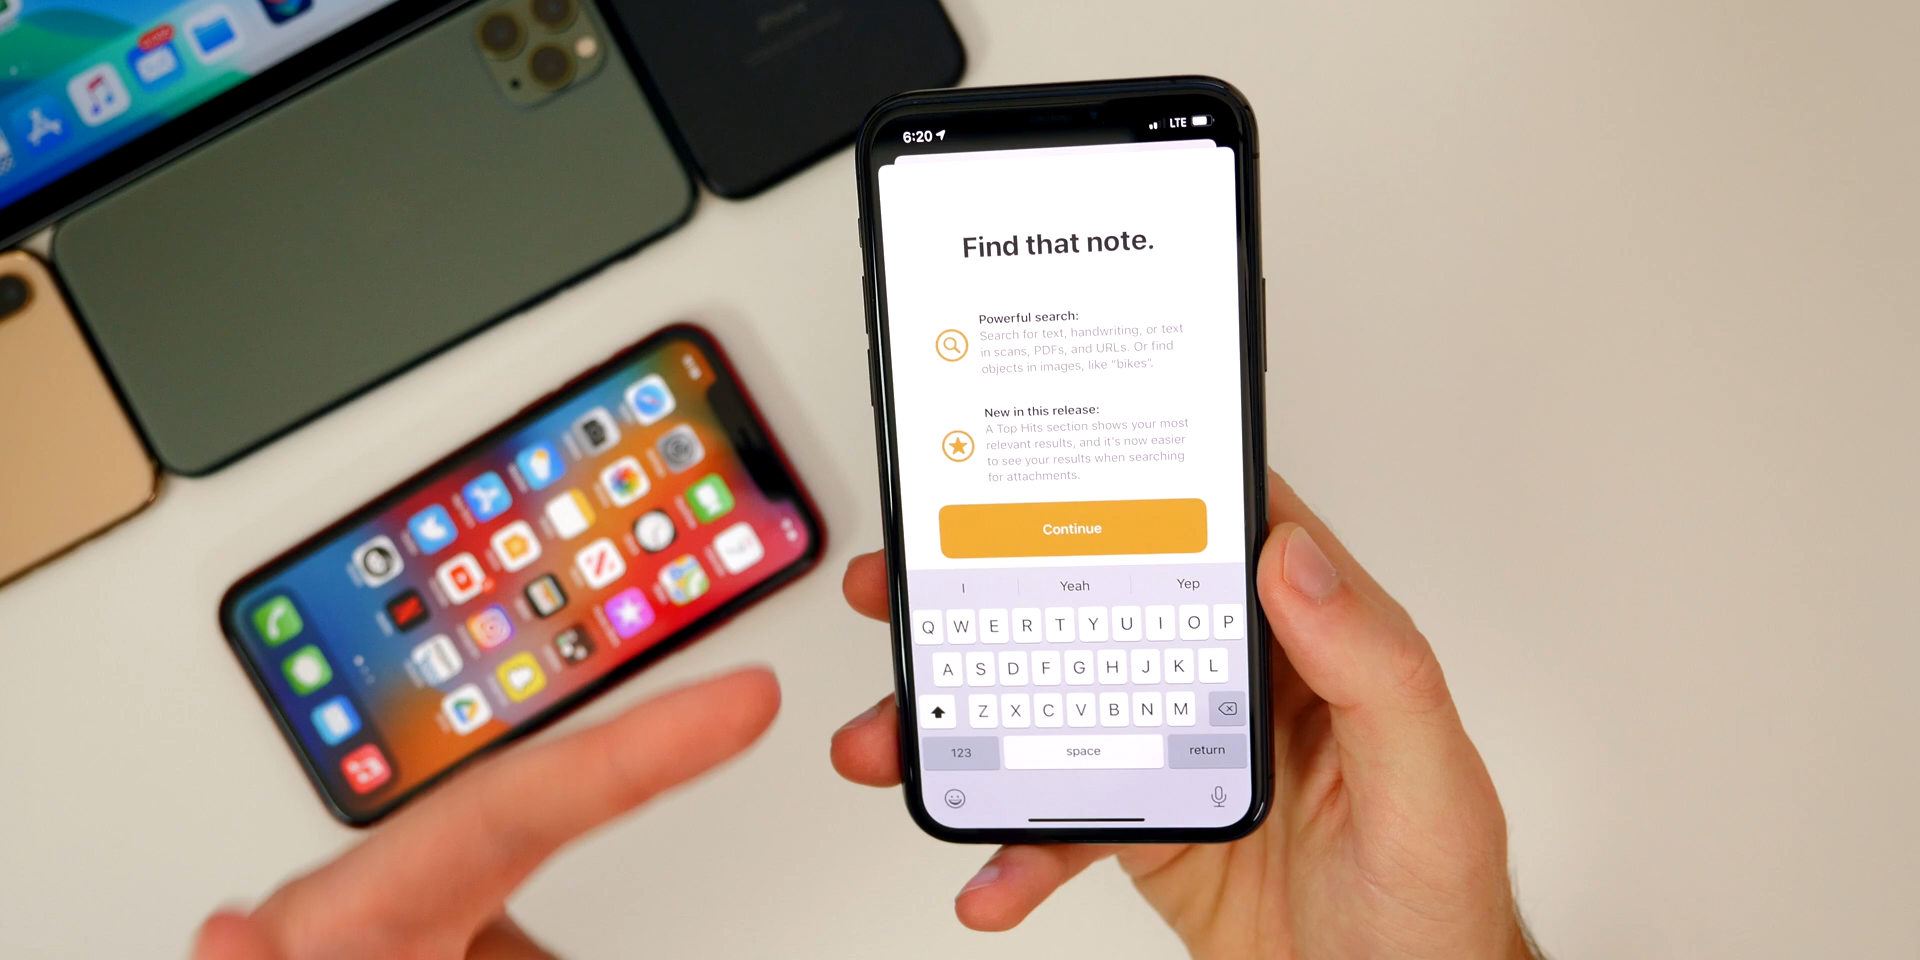 iPhone
6:20
LTE
Find that note.
Powerful search:
Search for text, handwriting, or text
in scans, PDFs, and URLs. Or find
objects in images, like "bikes".
New in this release:
A Top Hits section shows your most
relevant results, and it's now easier
to see your results when searching
for attachments.
Continue
I Yeah Yep
Q W E R T Y U I O P
A S D F G H J K L
Z X C V B N M
123 space return